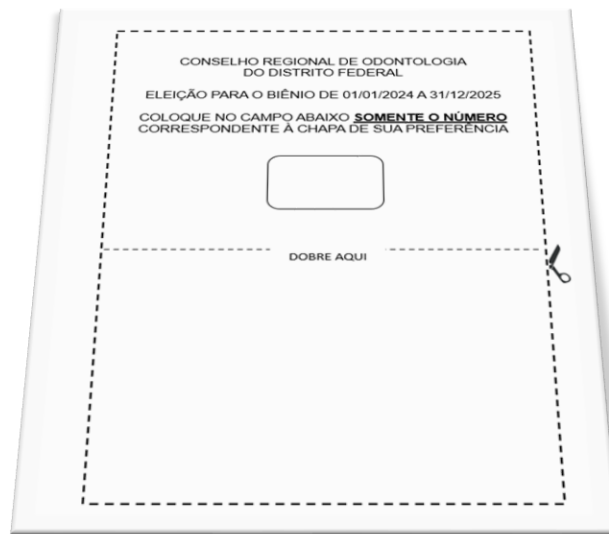 CONSELHO REGIONAL DE ODONTOLOGIA
DO DISTRITO FEDERAL
ELEIÇÃO PARA O BIÊNIO DE 01/01/2024 A 31/12/2025
COLOQUE NO CAMPO ABAIXO SOMENTE O NÚMERO
CORRESPONDENTE À CHAPA DE SUA PREFERÊNCIA
DOBRE AQUI